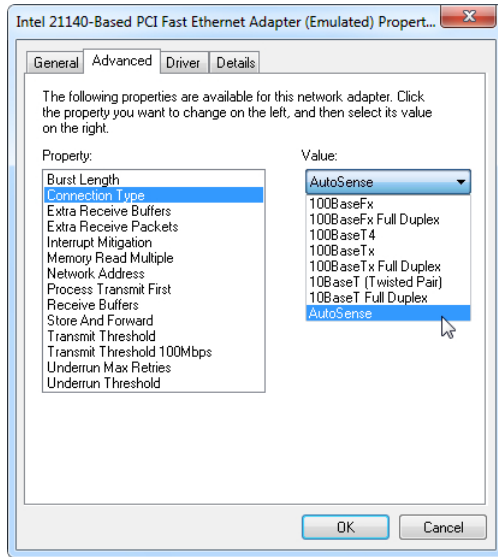 Intel 21140-Based PCI Fast Ethernet Adapter (Emulated) Propert...
General
Advanced
Driver
Details
The following properties are available for this network adapter. Click
the property you want to change on the left, and then select its value
on the right.
Property:
Burst Length
Connection Type
Extra Receive Buffers
Extra Receive Packets
Interrupt Mitigation
Memory Read Multiple
Network Address
Process Transmit First
Receive Buffers
Store And Forward
Transmit Threshold
Transmit Threshold 100Mbps
Underrun Max Retries
Underrun Threshold
Value:
AutoSense
100BaseFx
100BaseFx Full Duplex
100BaseT4
100BaseTx
100BaseTx Full Duplex
10BaseT (Twisted Pair)
10BaseT Full Duplex
AutoSense
OK
Cancel